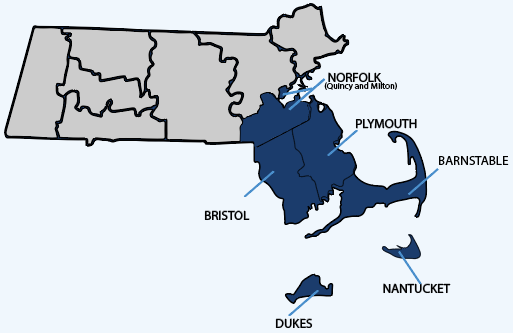 NORFOLK
(Quincy and Milton)
PLYMOUTH
BARNSTABLE
BRISTOL
NANTUCKET
DUKES